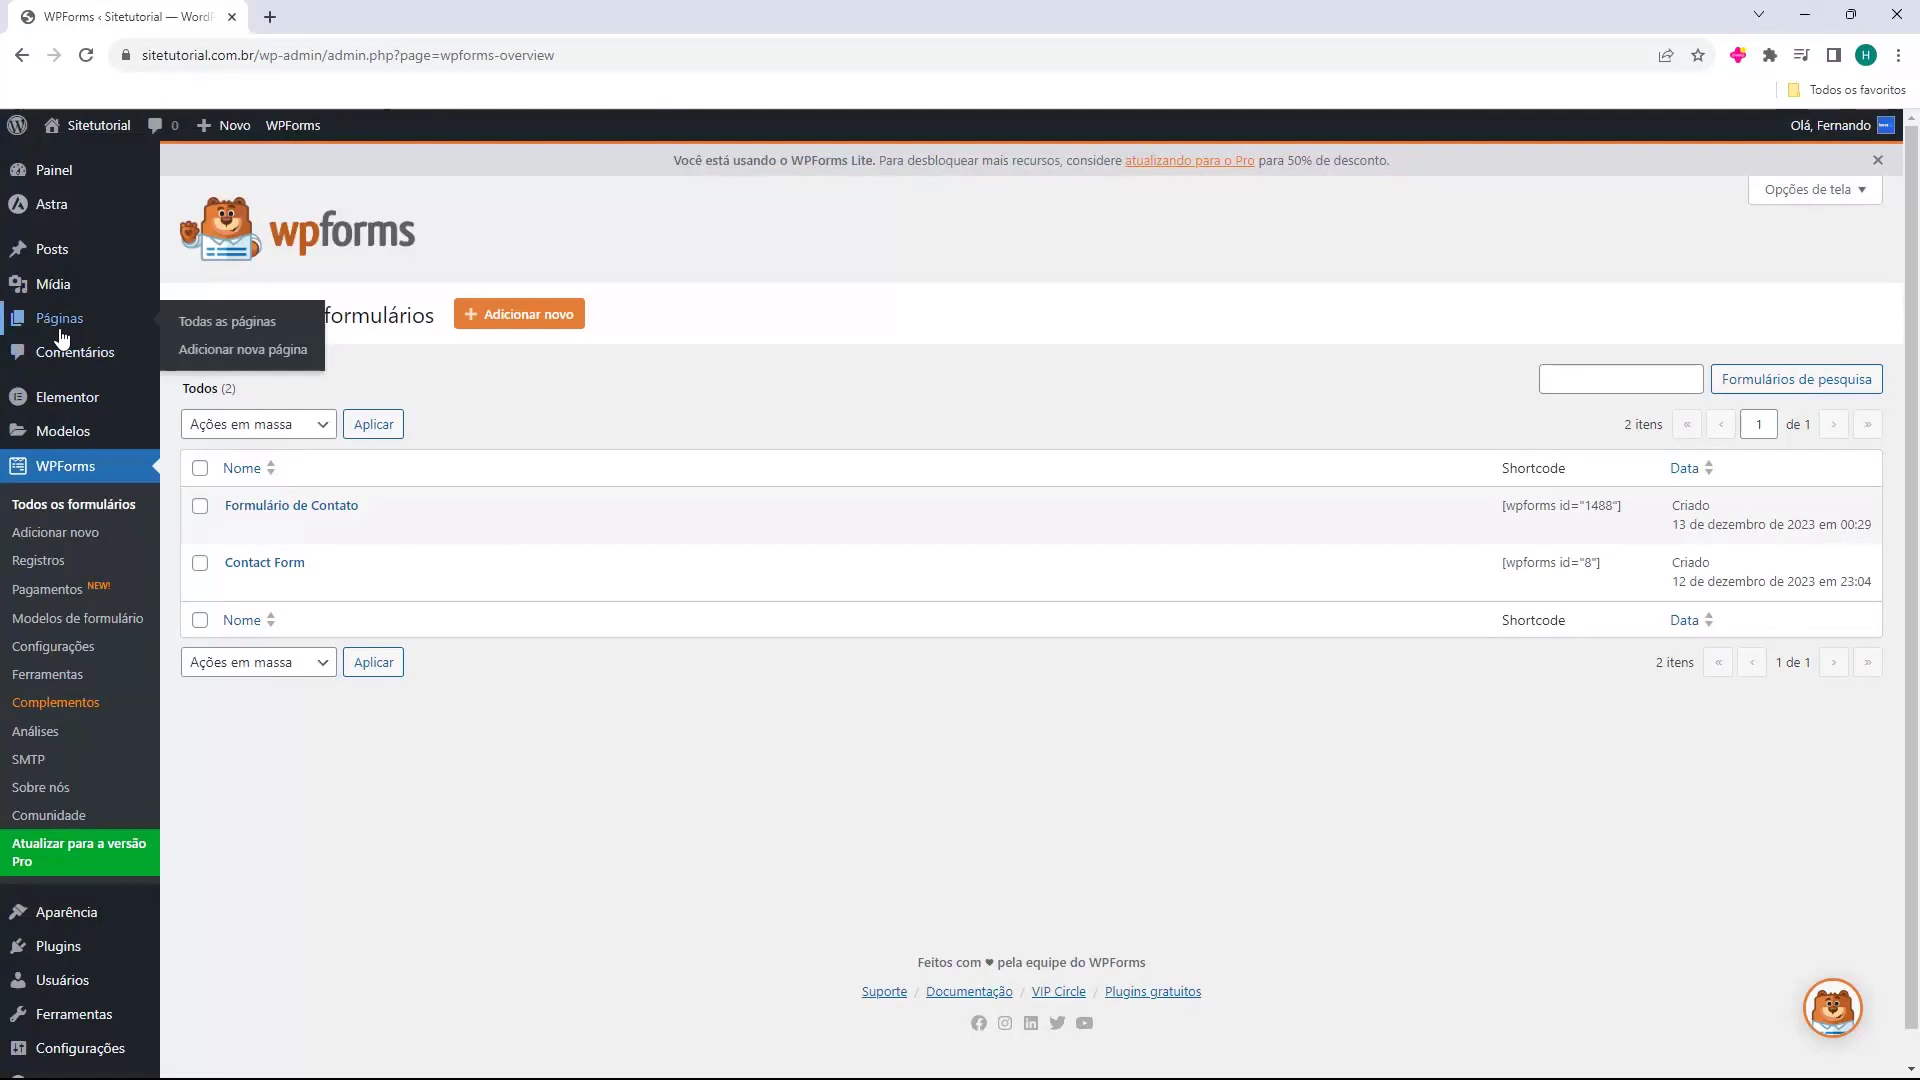 WPForms ‹ Sitetutorial — WordP
sitetutorial.com.br/wp-admin/admin.php?page=wpforms-overview
H
Todos os favoritos
Sitetutorial
0
Novo
WPForms
Olá, Fernando
Painel
Astra
Posts
Mídia
Páginas
Comentários
Elementor
Modelos
WPForms
Todos os formulários
Adicionar novo
Registros
Pagamentos NEW!
Modelos de formulário
Configurações
Ferramentas
Complementos
Análises
SMTP
Sobre nós
Comunidade
Atualizar para a versão
Pro
Aparência
Plugins
Usuários
Ferramentas
Configurações
Todas as páginas
Adicionar nova página
Você está usando o WPForms Lite. Para desbloquear mais recursos, considere atualizando para o Pro para 50% de desconto.
Opções de tela
wpforms
formulários
Adicionar novo
Todos (2)
Formulários de pesquisa
Ações em massa
Aplicar
2 itens « ‹ 1 de 1 › »
Nome
Shortcode
Data
Formulário de Contato
[wpforms id="1488"]
Criado
13 de dezembro de 2023 em 00:29
Contact Form
[wpforms id="8"]
Criado
12 de dezembro de 2023 em 23:04
Nome
Shortcode
Data
Ações em massa
Aplicar
2 itens « ‹ 1 de 1 › »
Feitos com ♥ pela equipe do WPForms
Suporte / Documentação / VIP Circle / Plugins gratuitos